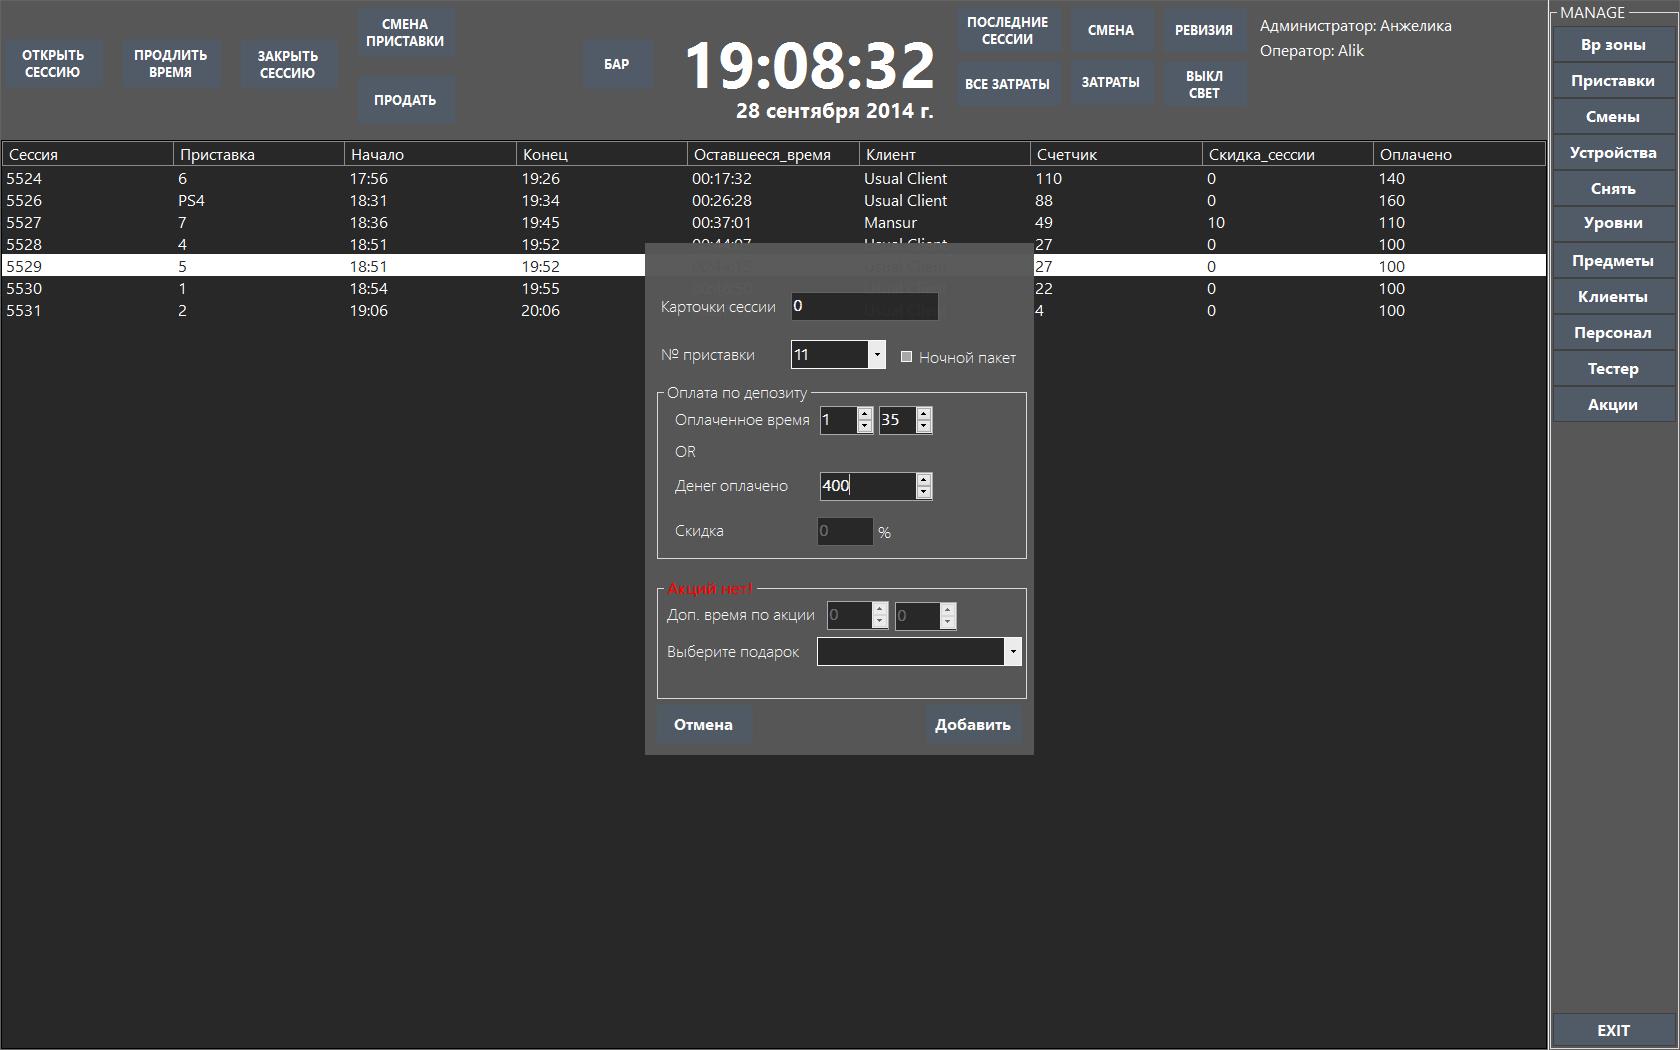 ОТКРЫТЬ
СЕССИЮ
ПРОДЛИТЬ
ВРЕМЯ
ЗАКРЫТЬ
СЕССИЮ
СМЕНА
ПРИСТАВКИ
ПРОДАТЬ
БАР
19:08:32
28 сентября 2014 г.
ПОСЛЕДНИЕ
СЕССИИ
СМЕНА
РЕВИЗИЯ
ВСЕ ЗАТРАТЫ
ЗАТРАТЫ
ВЫКЛ
СВЕТ
Администратор: Анжелика
Оператор: Alik
Сессия Приставка Начало Конец Оставшееся_время Клиент Счетчик Скидка_сессии Оплачено
5524 6 17:56 19:26 00:17:32 Usual Client 110 0 140
5526 PS4 18:31 19:34 00:26:28 Usual Client 88 0 160
5527 7 18:36 19:45 00:37:01 Mansur 49 10 110
5528 4 18:51 19:52 27 0 100
5529 5 18:51 19:52 27 0 100
5530 1 18:54 19:55 22 0 100
5531 2 19:06 20:06 4 0 100
Карточки сессии 0
№ приставки 11 Ночной пакет
Оплата по депозиту
Оплаченное время 1 35
OR
Денег оплачено 400
Скидка 0 %
Акций нет!
Доп. время по акции 0 0
Выберите подарок
Отмена Добавить
MANAGE
Вр зоны
Приставки
Смены
Устройства
Снять
Уровни
Предметы
Клиенты
Персонал
Тестер
Акции
EXIT